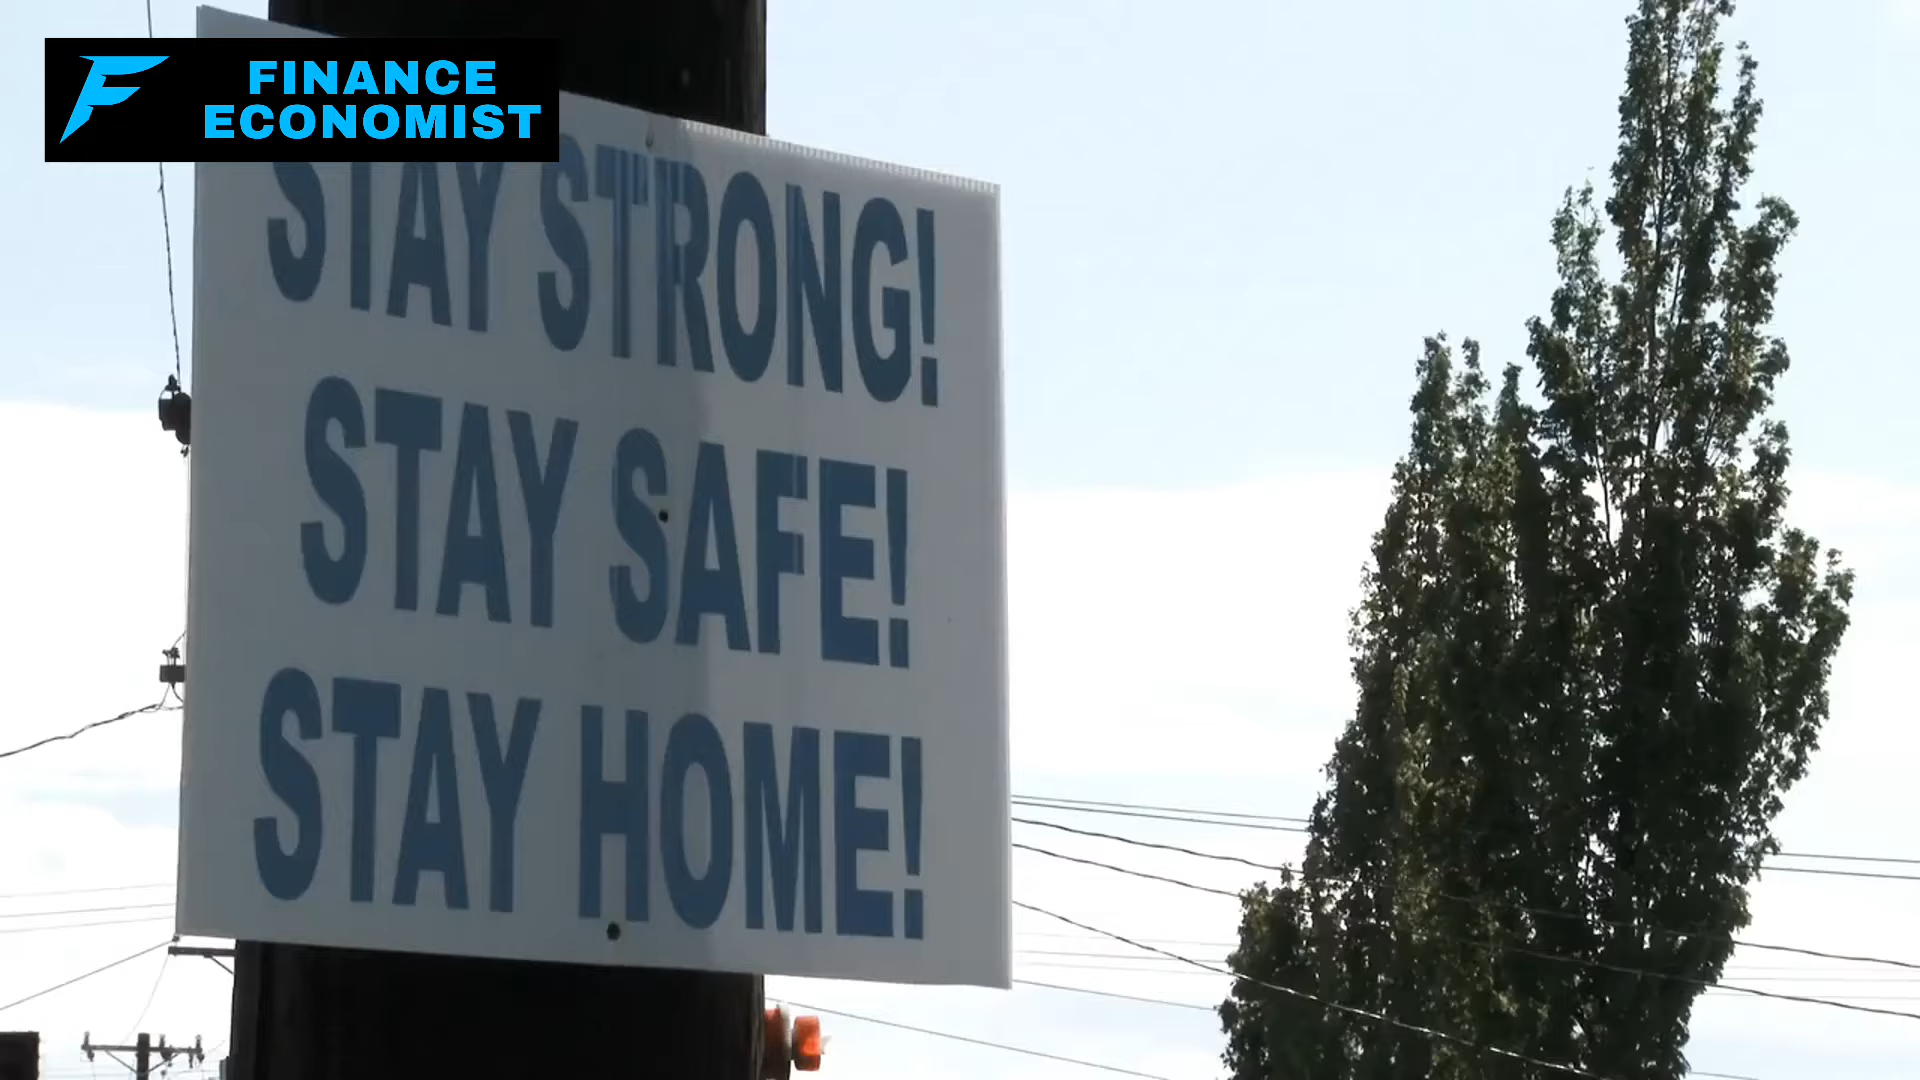 FINANCE
ECONOMIST
STAY STRONG!
STAY SAFE!
STAY HOME!